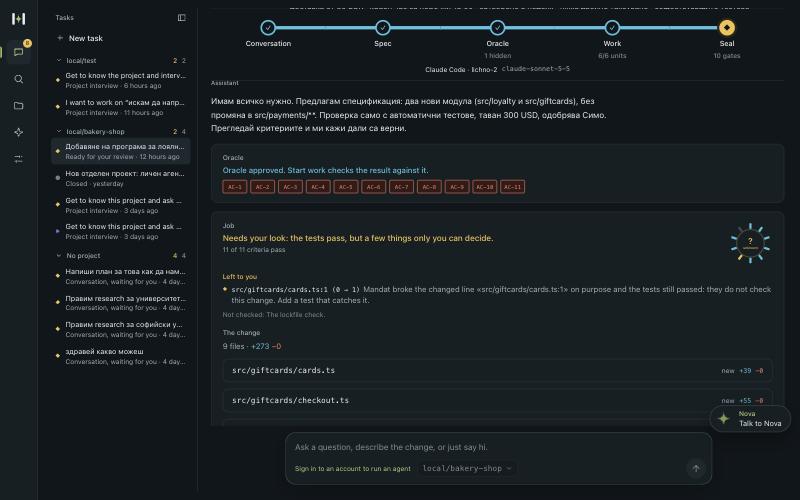 8
Tasks
New task
local/test
2 2
Get to know the project and interv...
Project interview · 6 hours ago
I want to work on "искам да напр...
Project interview · 11 hours ago
local/bakery-shop
2 4
Добавяне на програма за лоялн...
Ready for your review · 12 hours ago
Нов отделен проект: личен аген...
Closed · yesterday
Get to know this project and ask ...
Project interview · 3 days ago
Get to know this project and ask ...
Project interview · 3 days ago
No project
4 4
Напиши план за това как да нам...
Conversation, waiting for you · 4 day...
Правим research за университет...
Conversation, waiting for you · 4 day...
Правим research за софийски у...
Conversation, waiting for you · 4 day...
здравей какво можеш
Conversation, waiting for you · 4 day...
Conversation
Spec
Oracle
1 hidden
Work
6/6 units
Seal
10 gates
Claude Code · lichno-2 claude-sonnet-5-5
Assistant
Имам всичко нужно. Предлагам спецификация: два нови модула (src/loyalty и src/giftcards), без
промяна в src/payments/**. Проверка само с автоматични тестове, таван 300 USD, одобрява Симо.
Прегледай критериите и ми кажи дали са верни.
Oracle
Oracle approved. Start work checks the result against it.
AC-1 AC-2 AC-3 AC-4 AC-5 AC-6 AC-7 AC-8 AC-9 AC-10 AC-11
Job
Needs your look: the tests pass, but a few things only you can decide.
11 of 11 criteria pass
?
Left to you
src/giftcards/cards.ts:1 (0 → 1) Mandat broke the changed line «src/giftcards/cards.ts:1» on purpose and the tests still passed: they do not check
this change. Add a test that catches it.
Not checked: The lockfile check.
The change
9 files · +273 −0
src/giftcards/cards.ts
new +39 −0
src/giftcards/checkout.ts
new +55 −0
Nova
Talk to Nova
Ask a question, describe the change, or just say hi.
Sign in to an account to run an agent
local/bakery-shop